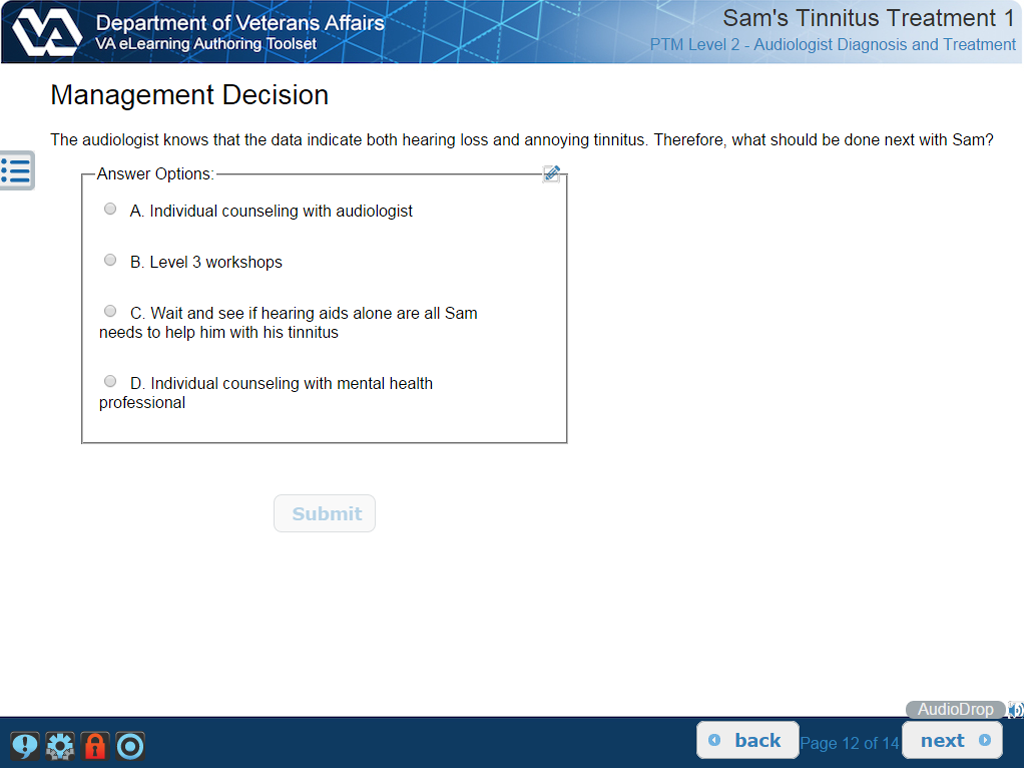 Department of Veterans Affairs
VA eLearning Authoring Toolset
Sam's Tinnitus Treatment 1
PTM Level 2 - Audiologist Diagnosis and Treatment
Management Decision
The audiologist knows that the data indicate both hearing loss and annoying tinnitus. Therefore, what should be done next with Sam?
Answer Options:
A. Individual counseling with audiologist
B. Level 3 workshops
C. Wait and see if hearing aids alone are all Sam
needs to help him with his tinnitus
D. Individual counseling with mental health
professional
Submit
AudioDrop
back
Page 12 of 14
next